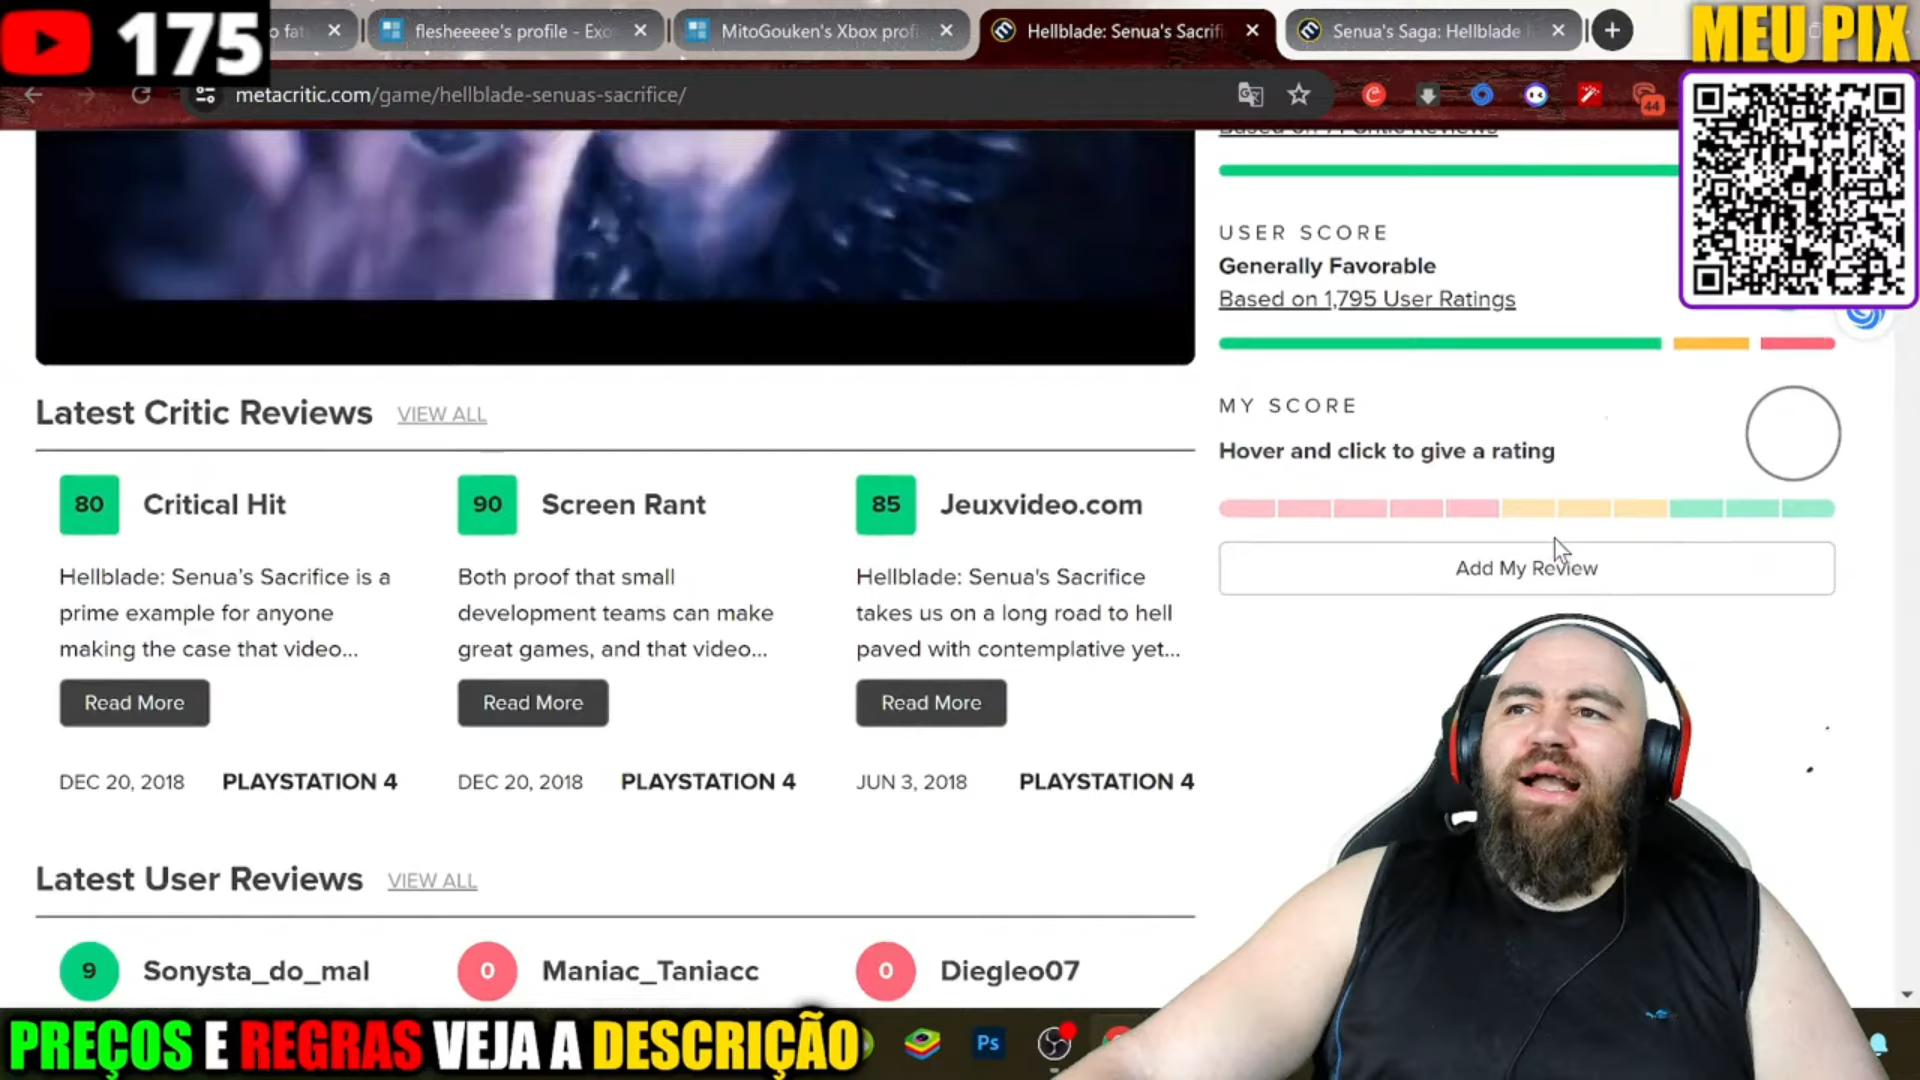 175
o fat
flesheeeee's profile - Exo
MitoGouken's Xbox profi
Hellblade: Senua's Sacrifi
Senua's Saga: Hellblade
MEU PIX
metacritic.com/game/hellblade-senuas-sacrifice/
44
USER SCORE
Generally Favorable
Based on 1,795 User Ratings
MY SCORE
Hover and click to give a rating
Add My Review
Latest Critic Reviews VIEW ALL
80 Critical Hit
Hellblade: Senua's Sacrifice is a
prime example for anyone
making the case that video...
Read More
DEC 20, 2018 PLAYSTATION 4
90 Screen Rant
Both proof that small
development teams can make
great games, and that video...
Read More
DEC 20, 2018 PLAYSTATION 4
85 Jeuxvideo.com
Hellblade: Senua's Sacrifice
takes us on a long road to hell
paved with contemplative yet...
Read More
JUN 3, 2018 PLAYSTATION 4
Latest User Reviews VIEW ALL
9 Sonysta_do_mal
0 Maniac_Taniacc
0 Diegleo07
PREÇOS E REGRAS VEJA A DESCRIÇÃO
Ps